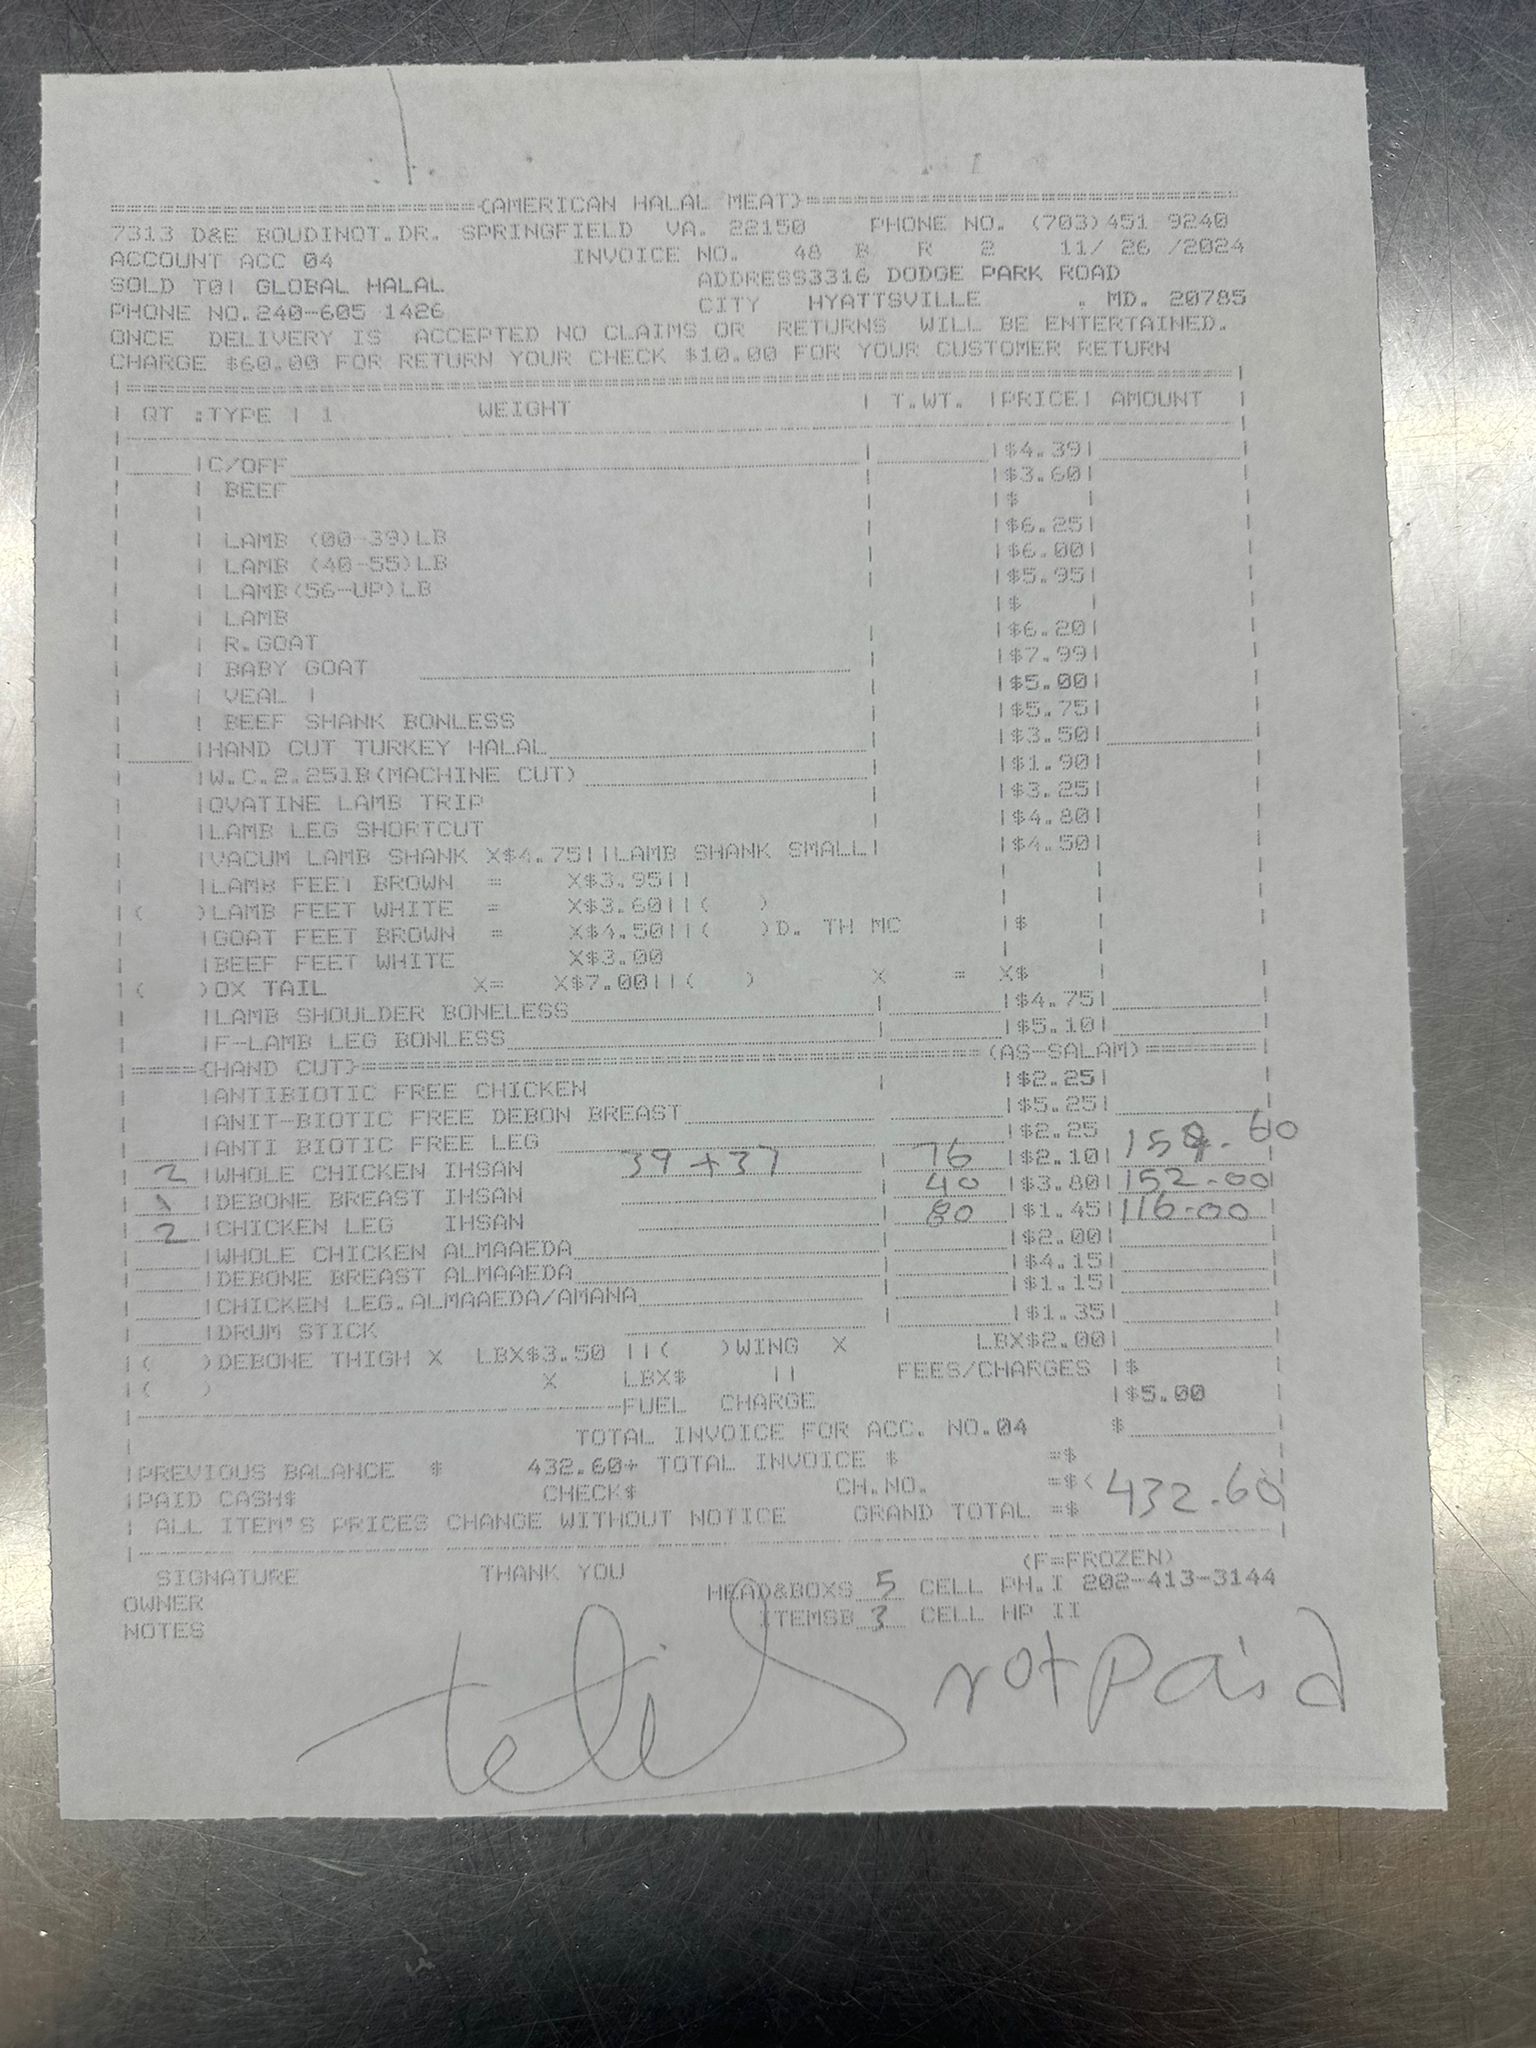 (AMERICAN HALAL MEAT)
7313 D&E BOUDINOT.DR. SPRINGFIELD VA. 22150 PHONE NO. (703)451-9240
ACCOUNT ACC 04 INVOICE NO. 48 B R 2 11/ 26 /2024
SOLD TO| GLOBAL HALAL ADDRESS3316 DODGE PARK ROAD
PHONE NO.240-605 1426 CITY HYATTSVILLE . MD. 20785
ONCE DELIVERY IS ACCEPTED NO CLAIMS OR RETURNS WILL BE ENTERTAINED.
CHARGE $60.00 FOR RETURN YOUR CHECK $10.00 FOR YOUR CUSTOMER RETURN
QT :TYPE | 1 WEIGHT | T.WT. |PRICE| AMOUNT |
|C/OFF |$4.39|
| BEEF |$3.60|
|$ |
| LAMB (00-39)LB |$6.25|
| LAMB (40-55)LB |$6.00|
| LAMB(56-UP)LB |$5.95|
| LAMB |$ |
| R.GOAT |$6.20|
| BABY GOAT |$7.99|
| VEAL | |$5.00|
| BEEF SHANK BONLESS |$5.75|
|HAND CUT TURKEY HALAL |$3.50|
|W.C.2.25lB(MACHINE CUT) |$1.90|
|OVATINE LAMB TRIP |$3.25|
|LAMB LEG SHORTCUT |$4.80|
|VACUM LAMB SHANK X$4.75||LAMB SHANK SMALL| |$4.50|
|LAMB FEET BROWN = X$3.95||
|( )LAMB FEET WHITE = X$3.60||( )
|GOAT FEET BROWN = X$4.50||( )D. TH MC |$
|BEEF FEET WHITE X$3.00
|( )OX TAIL X= X$7.00||( ) X = X$
|LAMB SHOULDER BONELESS |$4.75|
|F-LAMB LEG BONLESS |$5.10|
(HAND CUT) (AS-SALAM)
|ANTIBIOTIC FREE CHICKEN |$2.25|
|ANIT-BIOTIC FREE DEBON BREAST |$5.25|
|ANTI BIOTIC FREE LEG |$2.25
2 |WHOLE CHICKEN IHSAN 39+37 76 |$2.10| 159.60
1 |DEBONE BREAST IHSAN 40 |$3.80| 152.00
2 |CHICKEN LEG IHSAN 80 |$1.45| 116.00
|WHOLE CHICKEN ALMAAEDA |$2.00|
|DEBONE BREAST ALMAAEDA |$4.15|
|CHICKEN LEG.ALMAAEDA/AMANA |$1.15|
|DRUM STICK |$1.35|
|( )DEBONE THIGH X LBX$3.50 ||( )WING X LBX$2.00|
|( ) X LBX$ || FEES/CHARGES |$
FUEL CHARGE |$5.00
TOTAL INVOICE FOR ACC. NO.04 $
|PREVIOUS BALANCE $ 432.60+ TOTAL INVOICE $ =$
|PAID CASH$ CHECK$ CH.NO. =$<
| ALL ITEM'S PRICES CHANGE WITHOUT NOTICE GRAND TOTAL =$ 432.60
(F=FROZEN)
SIGNATURE THANK YOU HEAD&BOXS 5 CELL PH.I 202-413-3144
OWNER ITEMSB 3 CELL HP II
NOTES
not paid